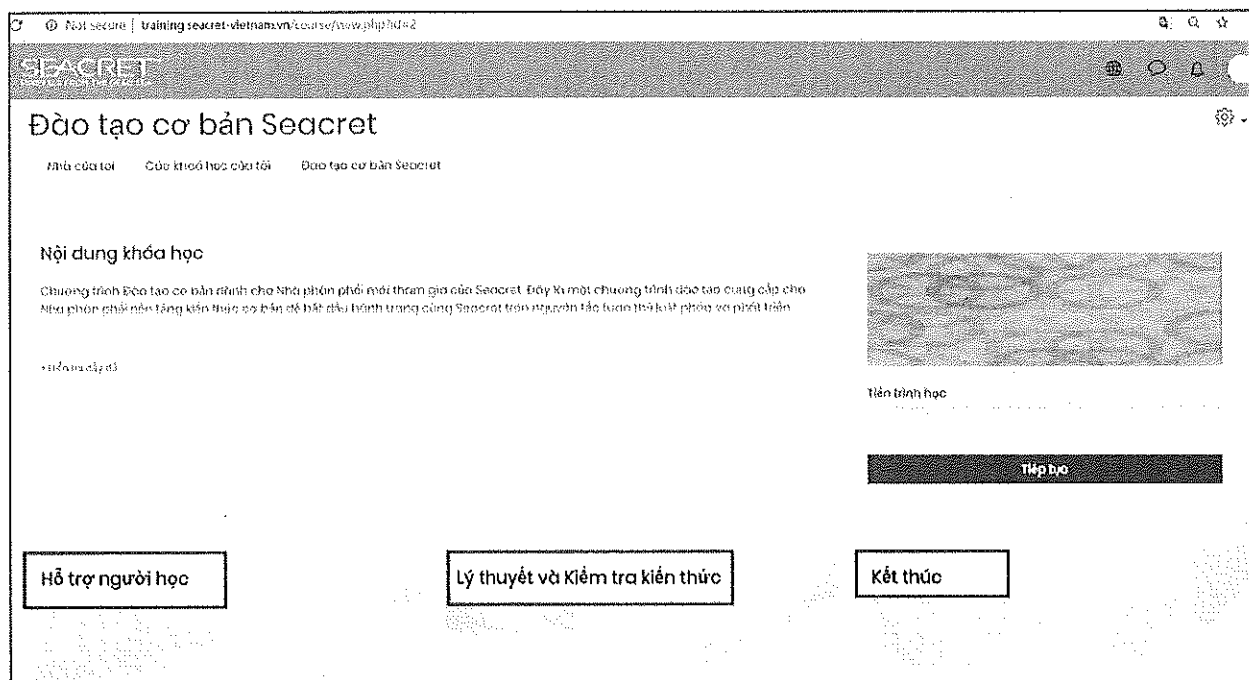 Not secure | training.seacret-vietnam.vn/course/view.php?id=2
SEACRET
Đào tạo cơ bản Seacret
Nhà của tôi Các khoá học của tôi Đào tạo cơ bản Seacret
Nội dung khóa học
Chương trình Đào tạo cơ bản dành cho Nhà phân phối mới tham gia của Seacret. Đây là một chương trình đào tạo cung cấp cho
Nhà phân phối nền tảng kiến thức cơ bản để bắt đầu hành trang cùng Seacret trên nguyên tắc tuân thủ luật pháp và phát triển
Tiến trình học
Tiếp tục
Hỗ trợ người học
Lý thuyết và Kiểm tra kiến thức
Kết thúc